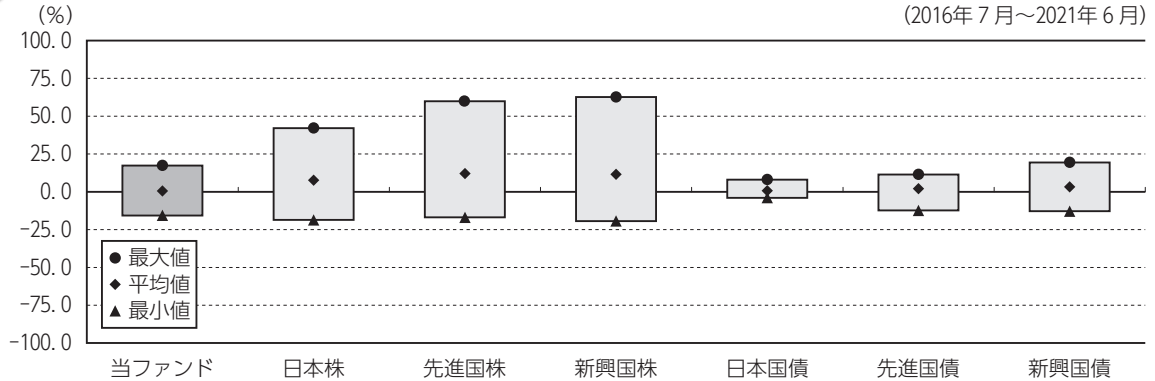 (%)
(2016年7月～2021年6月)
100.0
75.0
50.0
25.0
0.0
-25.0
-50.0
-75.0
-100.0
最大値
平均値
最小値
当ファンド 日本株 先進国株 新興国株 日本国債 先進国債 新興国債